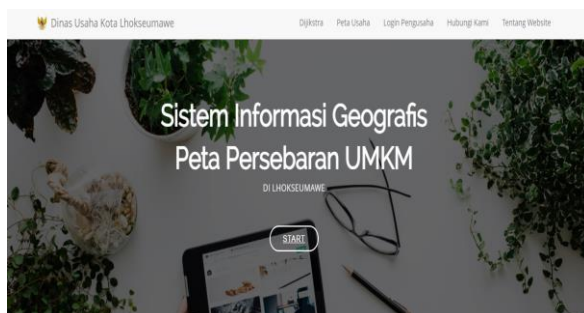 Dinas Usaha Kota Lhokseumawe
Dijikstra Peta Usaha Login Pengusaha Hubungi Kami Tentang Website
Sistem Informasi Geografis
Peta Persebaran UMKM
DI LHOKSEUMAWE
START